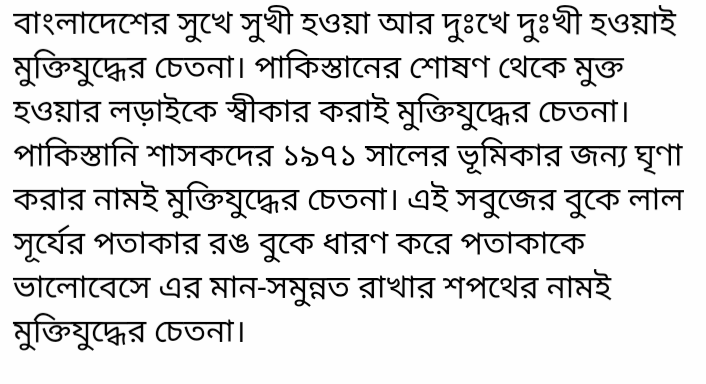 বাংলাদেশের সুখে সুখী হওয়া আর দুঃখে দুঃখী হওয়াই
মুক্তিযুদ্ধের চেতনা। পাকিস্তানের শোষণ থেকে মুক্ত
হওয়ার লড়াইকে স্বীকার করাই মুক্তিযুদ্ধের চেতনা।
পাকিস্তানি শাসকদের ১৯৭১ সালের ভূমিকার জন্য ঘৃণা
করার নামই মুক্তিযুদ্ধের চেতনা। এই সবুজের বুকে লাল
সূর্যের পতাকার রঙ বুকে ধারণ করে পতাকাকে
ভালোবেসে এর মান-সমুন্নত রাখার শপথের নামই
মুক্তিযুদ্ধের চেতনা।